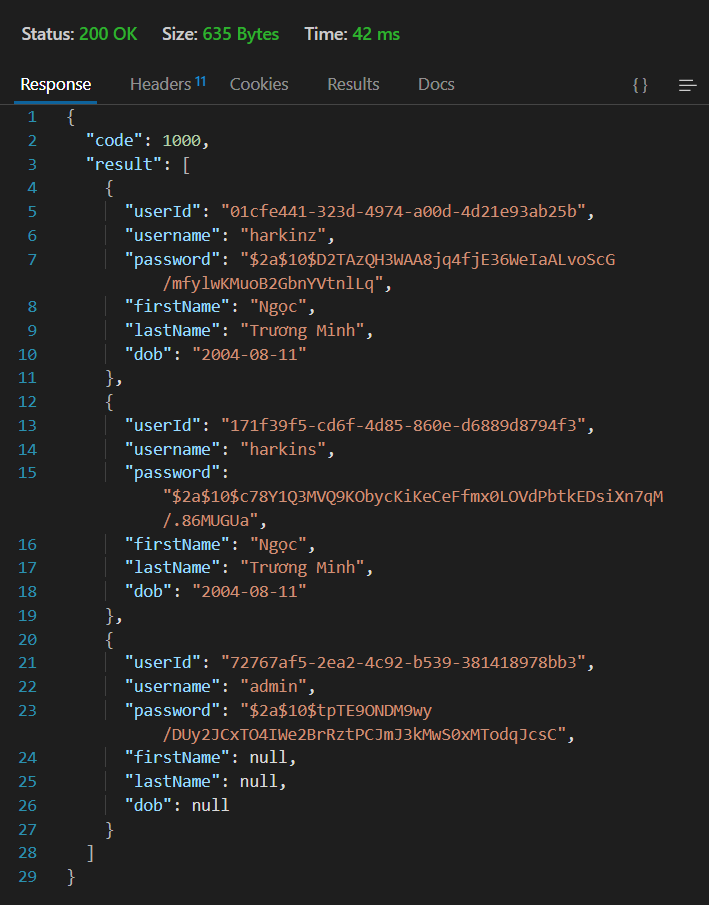 Status: 200 OK Size: 635 Bytes Time: 42 ms
Response Headers 11 Cookies Results Docs {}
1 {
2 "code": 1000,
3 "result": [
4 {
5 "userId": "01cfe441-323d-4974-a00d-4d21e93ab25b",
6 "username": "harkinz",
7 "password": "$2a$10$D2TAzQH3WAA8jq4fjE36WeIaALvoScG
/mfylwKMuoB2GbnYVtnlLq",
8 "firstName": "Ngọc",
9 "lastName": "Trương Minh",
10 "dob": "2004-08-11"
11 },
12 {
13 "userId": "171f39f5-cd6f-4d85-860e-d6889d8794f3",
14 "username": "harkins",
15 "password":
"$2a$10$c78Y1Q3MVQ9KObycKiKeCeFfmx0LOVdPbtkEDsiXn7qM
/.86MUGUa",
16 "firstName": "Ngọc",
17 "lastName": "Trương Minh",
18 "dob": "2004-08-11"
19 },
20 {
21 "userId": "72767af5-2ea2-4c92-b539-381418978bb3",
22 "username": "admin",
23 "password": "$2a$10$tpTE9ONDM9wy
/DUy2JCxTO4IWe2BrRztPCJmJ3kMwS0xMTodqJcsC",
24 "firstName": null,
25 "lastName": null,
26 "dob": null
27 }
28 ]
29 }